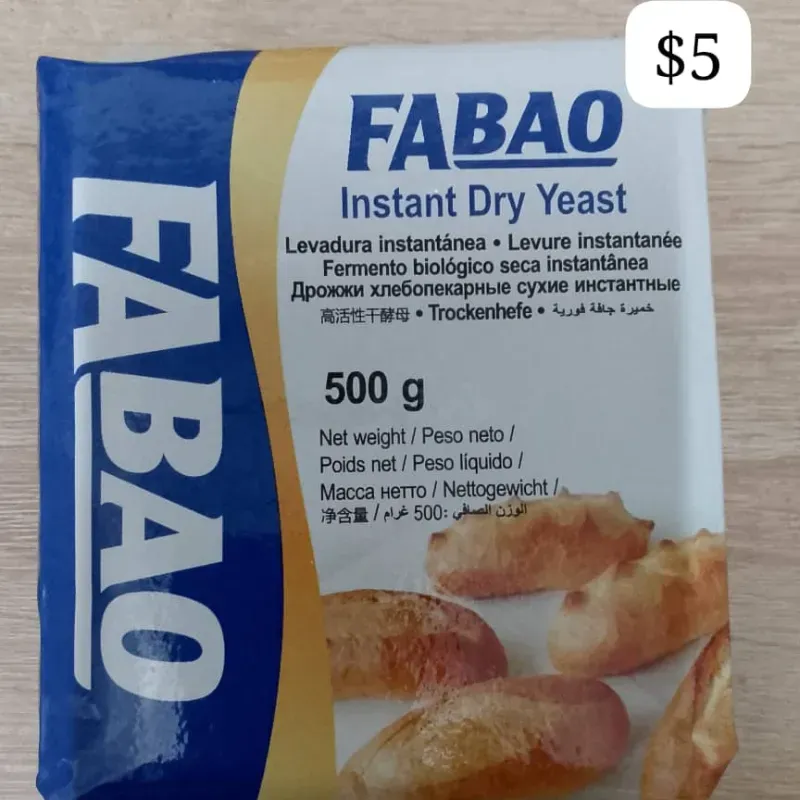 $5
FABAO
FABAO
Instant Dry Yeast
Levadura instantánea • Levure instantanée
Fermento biológico seca instantânea
Дрожжи хлебопекарные сухие инстантные
高活性干酵母 • Trockenhefe • خميرة جافة فورية
500 g
Net weight / Peso neto /
Poids net / Peso líquido /
Масса нетто / Nettogewicht /
净含量 / الوزن الصافي: 500 غرام